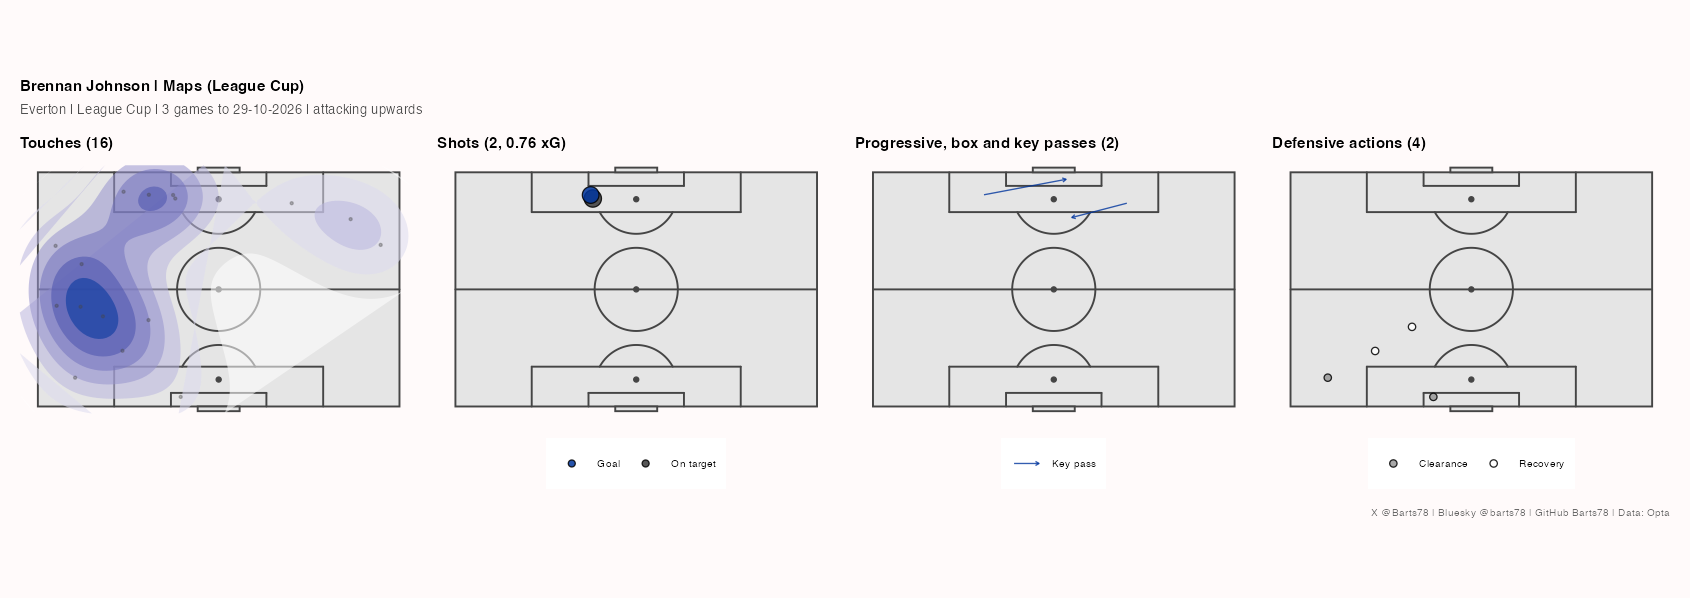 Brennan Johnson | Maps (League Cup)
Everton | League Cup | 3 games to 29-10-2026 | attacking upwards
Touches (16)
Shots (2, 0.76 xG)
Progressive, box and key passes (2)
Defensive actions (4)
Goal
On target
Key pass
Clearance
Recovery
X @Barts78 | Bluesky @barts78 | GitHub Barts78 | Data: Opta